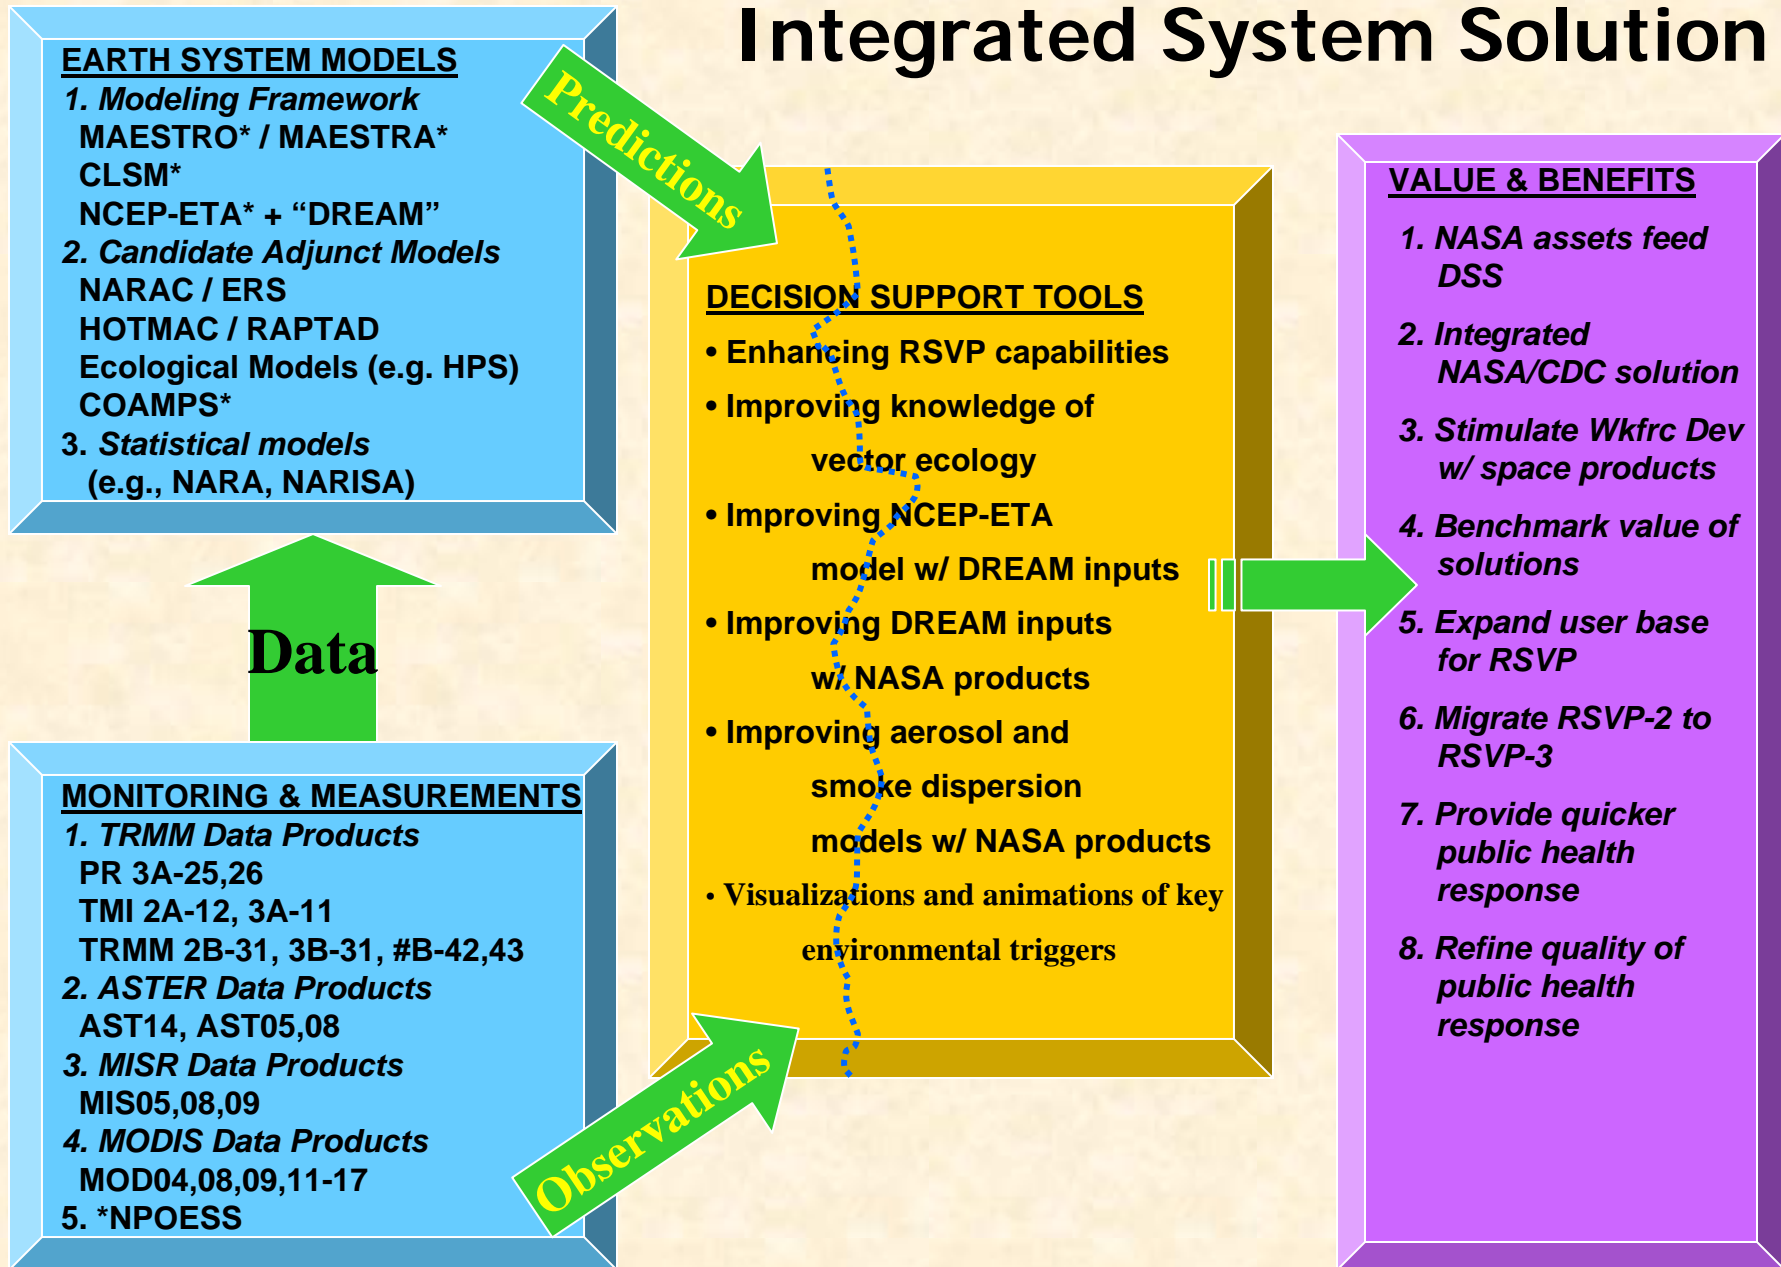 Integrated System Solution
EARTH SYSTEM MODELS
1. Modeling Framework
MAESTRO* / MAESTRA*
CLSM*
NCEP-ETA* + “DREAM”
2. Candidate Adjunct Models
NARAC / ERS
HOTMAC / RAPTAD
Ecological Models (e.g. HPS)
COAMPS*
3. Statistical models
(e.g., NARA, NARISA)
Predictions
Data
MONITORING & MEASUREMENTS
1. TRMM Data Products
PR 3A-25,26
TMI 2A-12, 3A-11
TRMM 2B-31, 3B-31, #B-42,43
2. ASTER Data Products
AST14, AST05,08
3. MISR Data Products
MIS05,08,09
4. MODIS Data Products
MOD04,08,09,11-17
5. *NPOESS
Observations
DECISION SUPPORT TOOLS
• Enhancing RSVP capabilities
• Improving knowledge of
vector ecology
• Improving NCEP-ETA
model w/ DREAM inputs
• Improving DREAM inputs
w/ NASA products
• Improving aerosol and
smoke dispersion
models w/ NASA products
• Visualizations and animations of key
environmental triggers
VALUE & BENEFITS
1. NASA assets feed
DSS
2. Integrated
NASA/CDC solution
3. Stimulate Wkfrc Dev
w/ space products
4. Benchmark value of
solutions
5. Expand user base
for RSVP
6. Migrate RSVP-2 to
RSVP-3
7. Provide quicker
public health
response
8. Refine quality of
public health
response